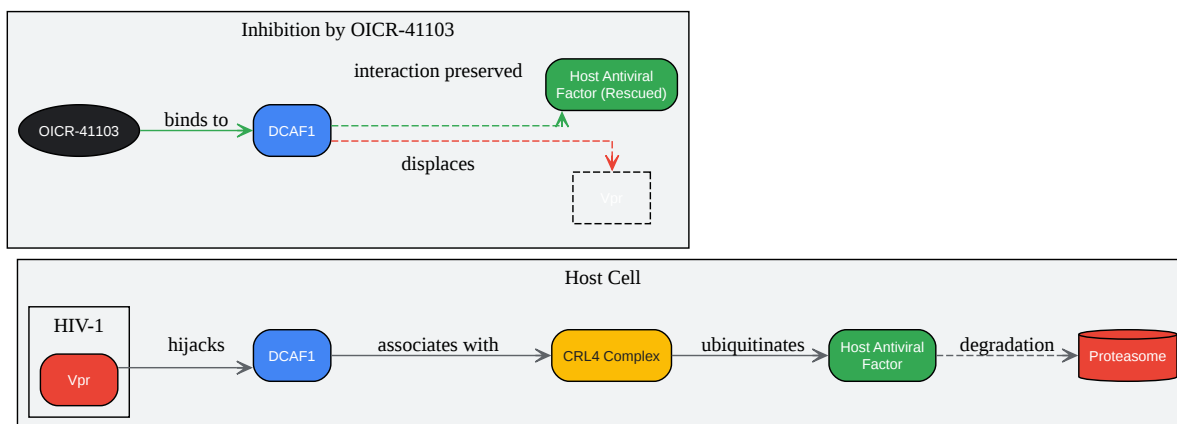 Inhibition by OICR-41103
interaction preserved
Host Antiviral
Factor (Rescued)
OICR-41103
binds to
DCAF1
displaces
Vpr
Host Cell
HIV-1
Vpr
hijacks
DCAF1
associates with
CRL4 Complex
ubiquitinates
Host Antiviral
Factor
degradation
Proteasome